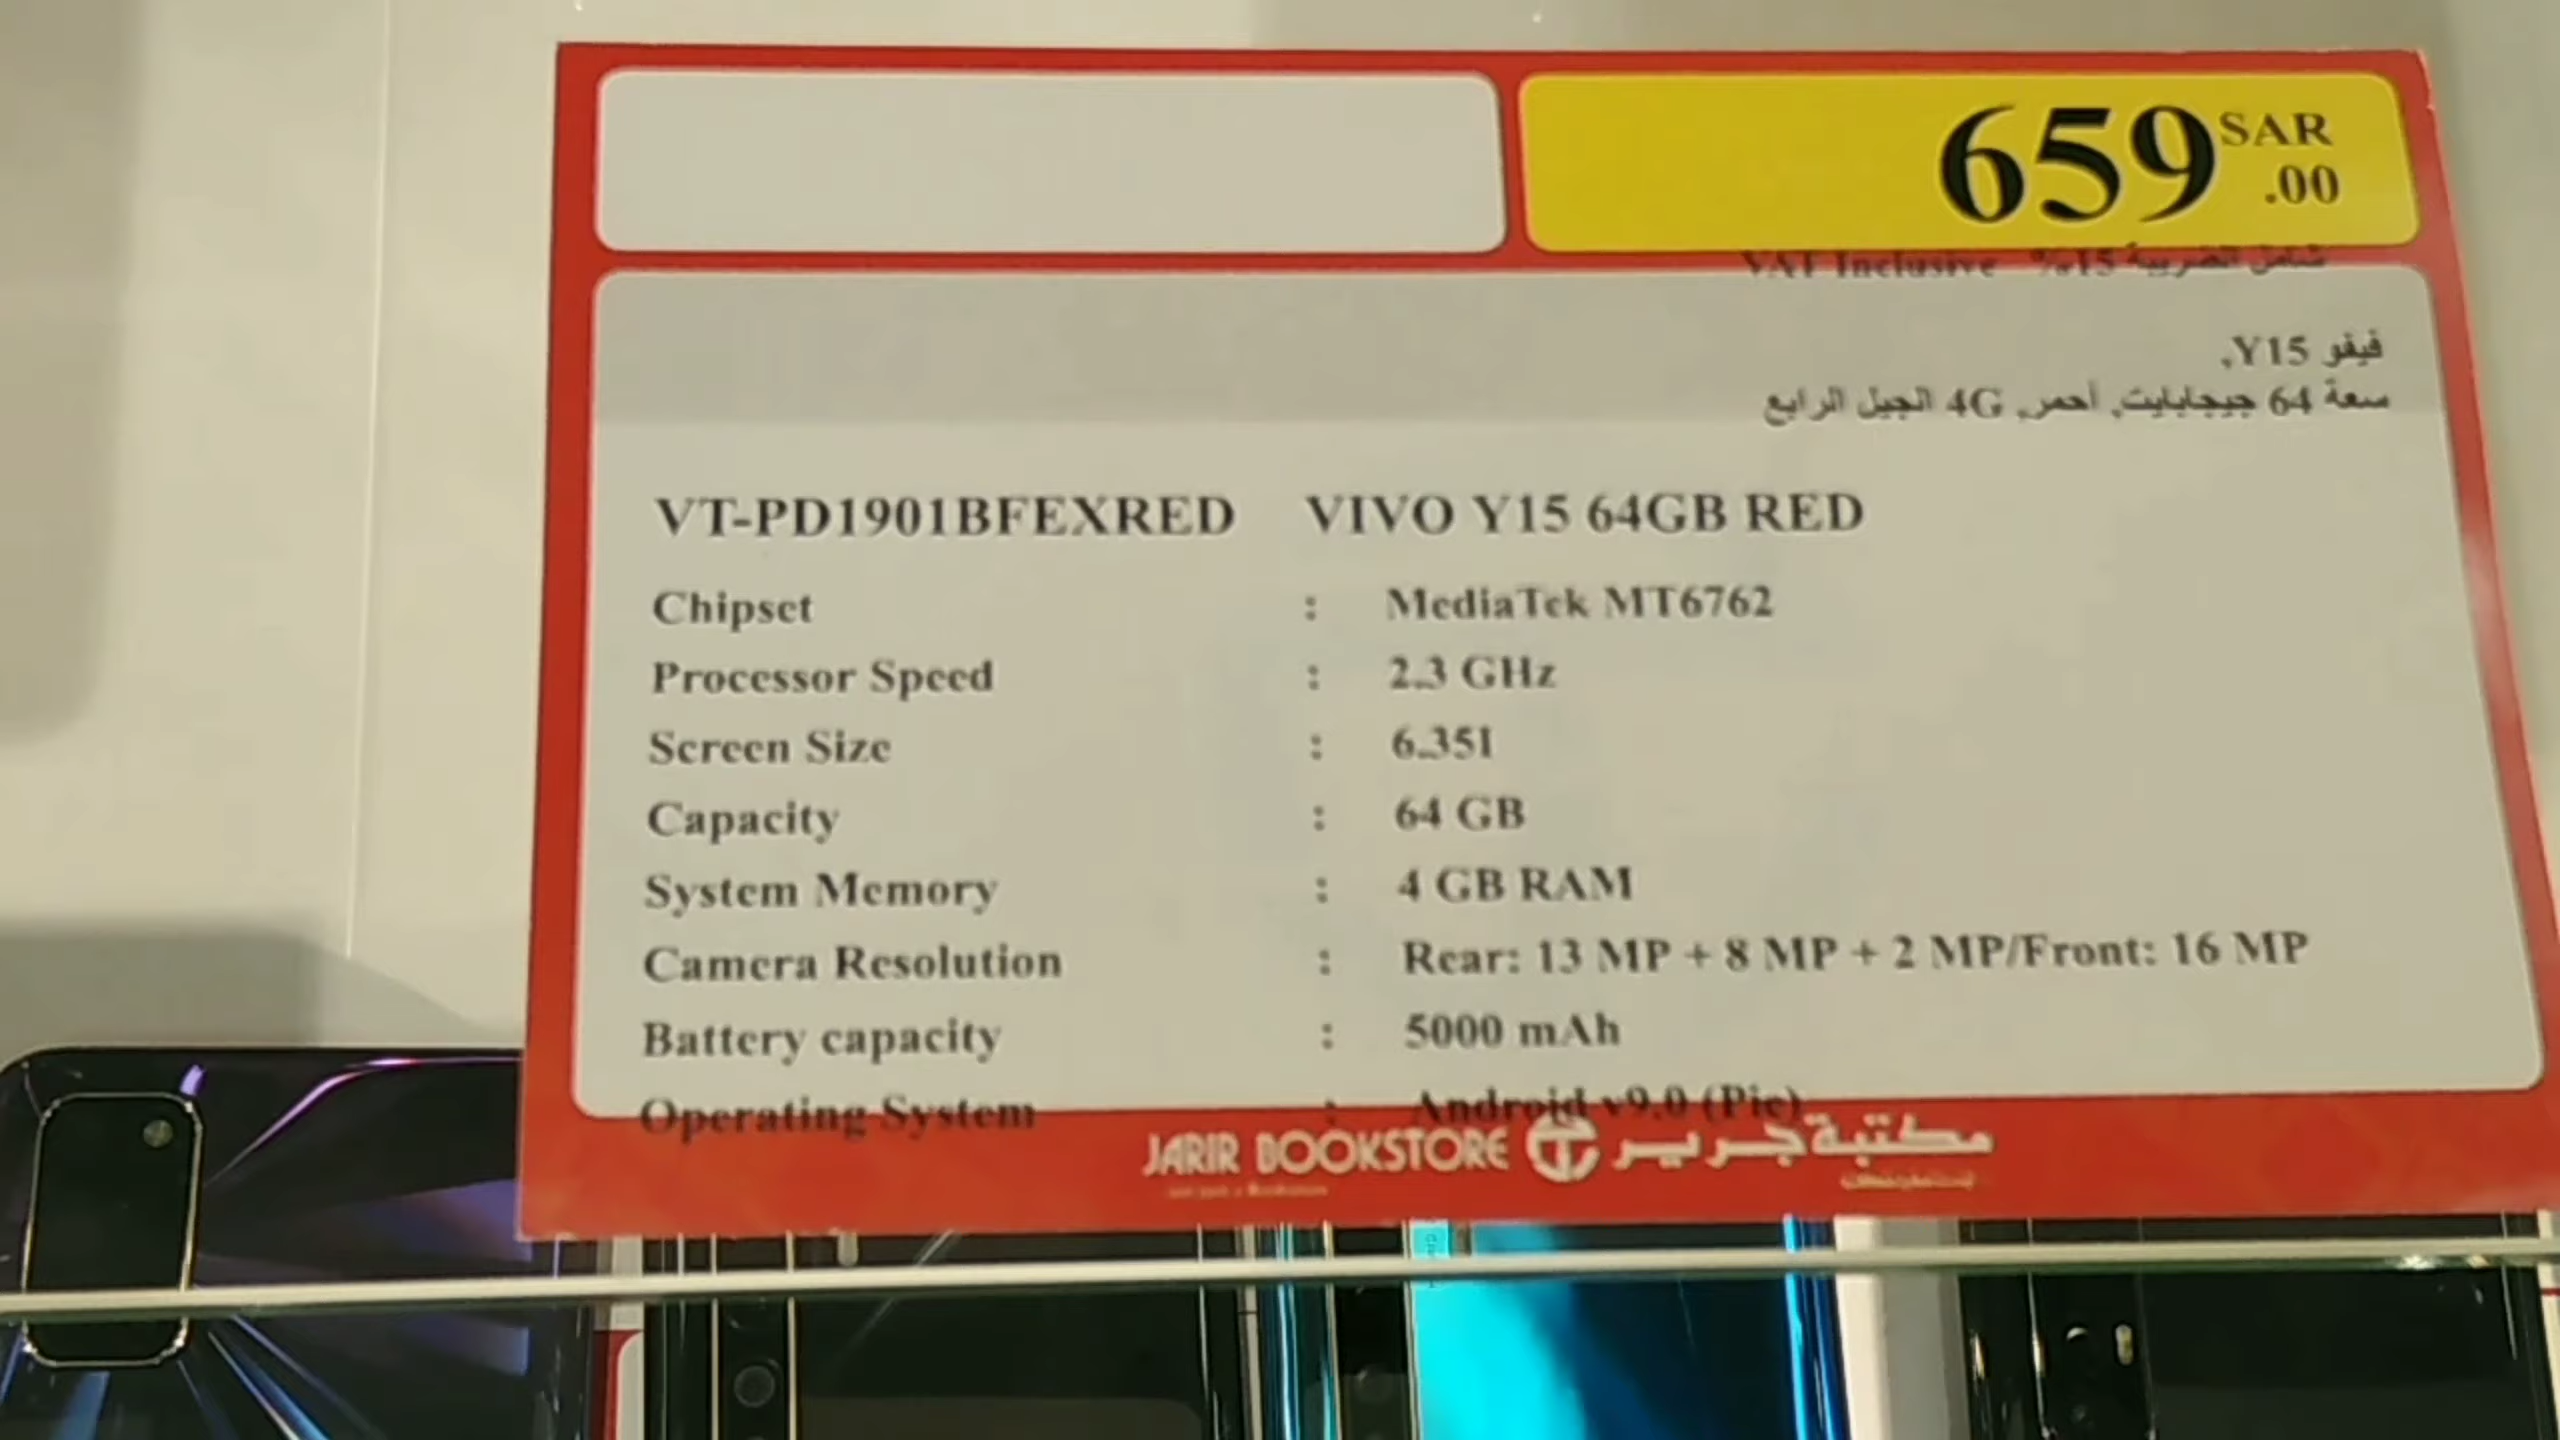 659 SAR
.00
VAT Inclusive %15 شامل الضريبة
فيفو Y15,
سعة 64 جيجابايت, أحمر, 4G الجيل الرابع
VT-PD1901BFEXRED VIVO Y15 64GB RED
Chipset : MediaTek MT6762
Processor Speed : 2.3 GHz
Screen Size : 6.35I
Capacity : 64 GB
System Memory : 4 GB RAM
Camera Resolution : Rear: 13 MP + 8 MP + 2 MP/Front: 16 MP
Battery capacity : 5000 mAh
Operating System : Android v9.0 (Pie)
JARIR BOOKSTORE مكتبة جرير